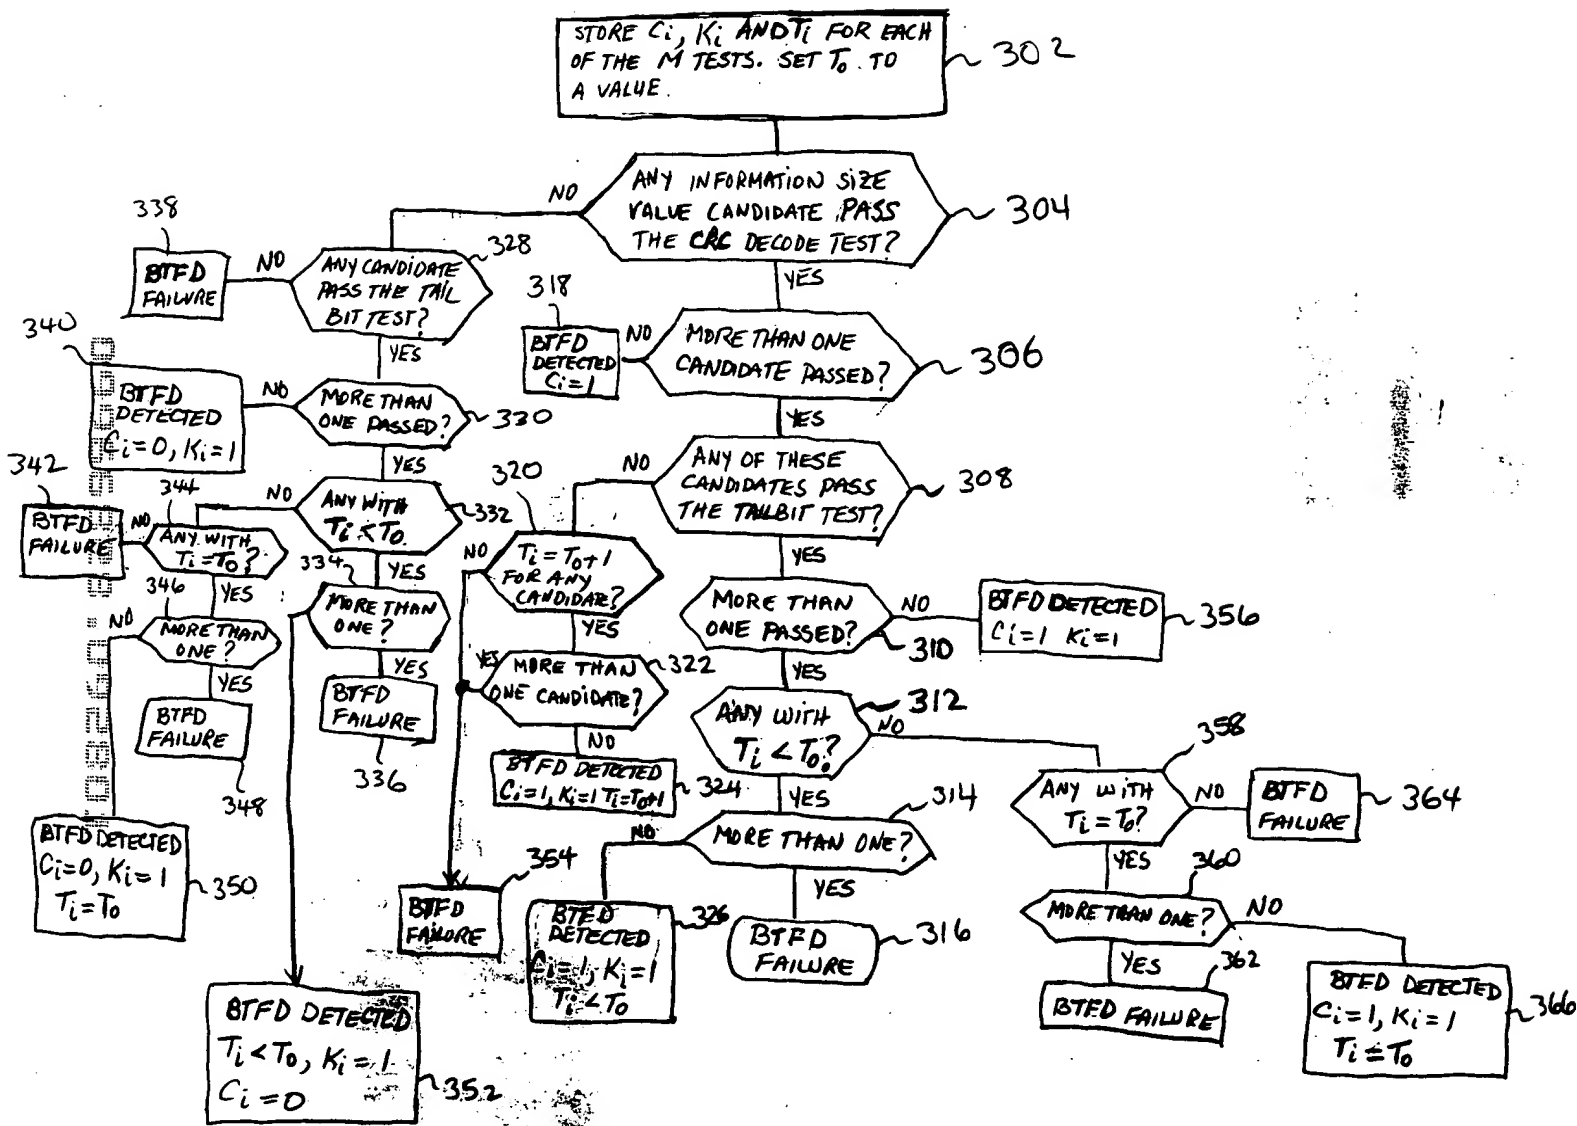 STORE Ci, Ki AND Ti FOR EACH
OF THE M TESTS. SET To TO
A VALUE.
302
ANY INFORMATION SIZE
VALUE CANDIDATE PASS
THE CRC DECODE TEST?
304
NO
YES
338
BTFD
FAILURE
NO
ANY CANDIDATE
PASS THE TAIL
BIT TEST?
328
YES
318
BTFD
DETECTED
Ci=1
NO
MORE THAN ONE
CANDIDATE PASSED?
306
YES
340
BTFD
DETECTED
Ci=0, Ki=1
NO
MORE THAN
ONE PASSED?
330
YES
ANY OF THESE
CANDIDATES PASS
THE TAILBIT TEST?
308
NO
YES
342
BTFD
FAILURE
NO
344
ANY WITH
Ti=To?
YES
NO
ANY WITH
Ti<To
332
YES
320
Ti=To+1
FOR ANY
CANDIDATE?
NO
YES
MORE THAN
ONE PASSED?
310
NO
BTFD DETECTED
Ci=1 Ki=1
356
YES
346
MORE THAN
ONE?
NO
YES
334
MORE THAN
ONE?
YES
MORE THAN
ONE CANDIDATE?
322
YES
NO
ANY WITH
Ti<To?
312
NO
YES
BTFD
FAILURE
348
BTFD
FAILURE
336
BTFD DETECTED
Ci=1, Ki=1 Ti=To+1
324
ANY WITH
Ti=To?
358
NO
BTFD
FAILURE
364
YES
MORE THAN ONE?
314
NO
YES
BTFD DETECTED
Ci=0, Ki=1
Ti=To
350
BTFD
FAILURE
354
BTFD
DETECTED
Ci=1, Ki=1
Ti<To
326
BTFD
FAILURE
316
MORE THAN ONE?
360
NO
YES
BTFD FAILURE
362
BTFD DETECTED
Ci=1, Ki=1
Ti=To
366
BTFD DETECTED
Ti<To, Ki=1
Ci=0
352